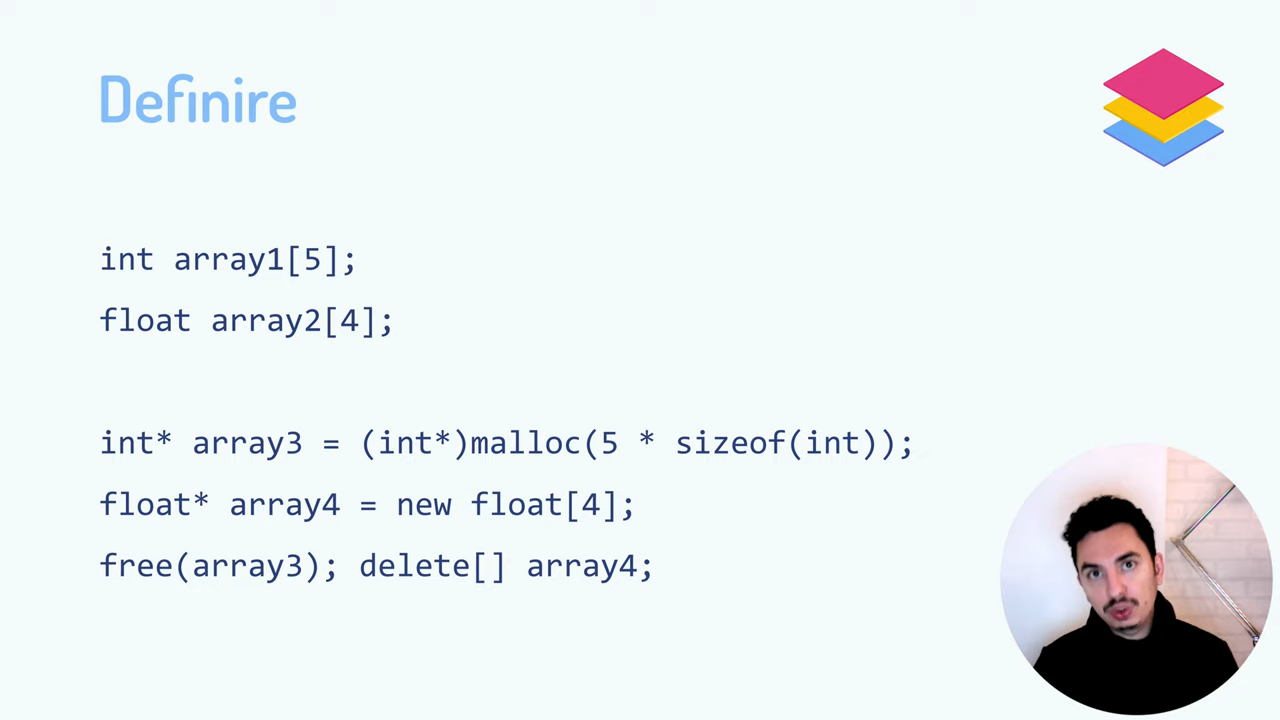 Definire
int array1[5];
float array2[4];
int* array3 = (int*)malloc(5 * sizeof(int));
float* array4 = new float[4];
free(array3); delete[] array4;